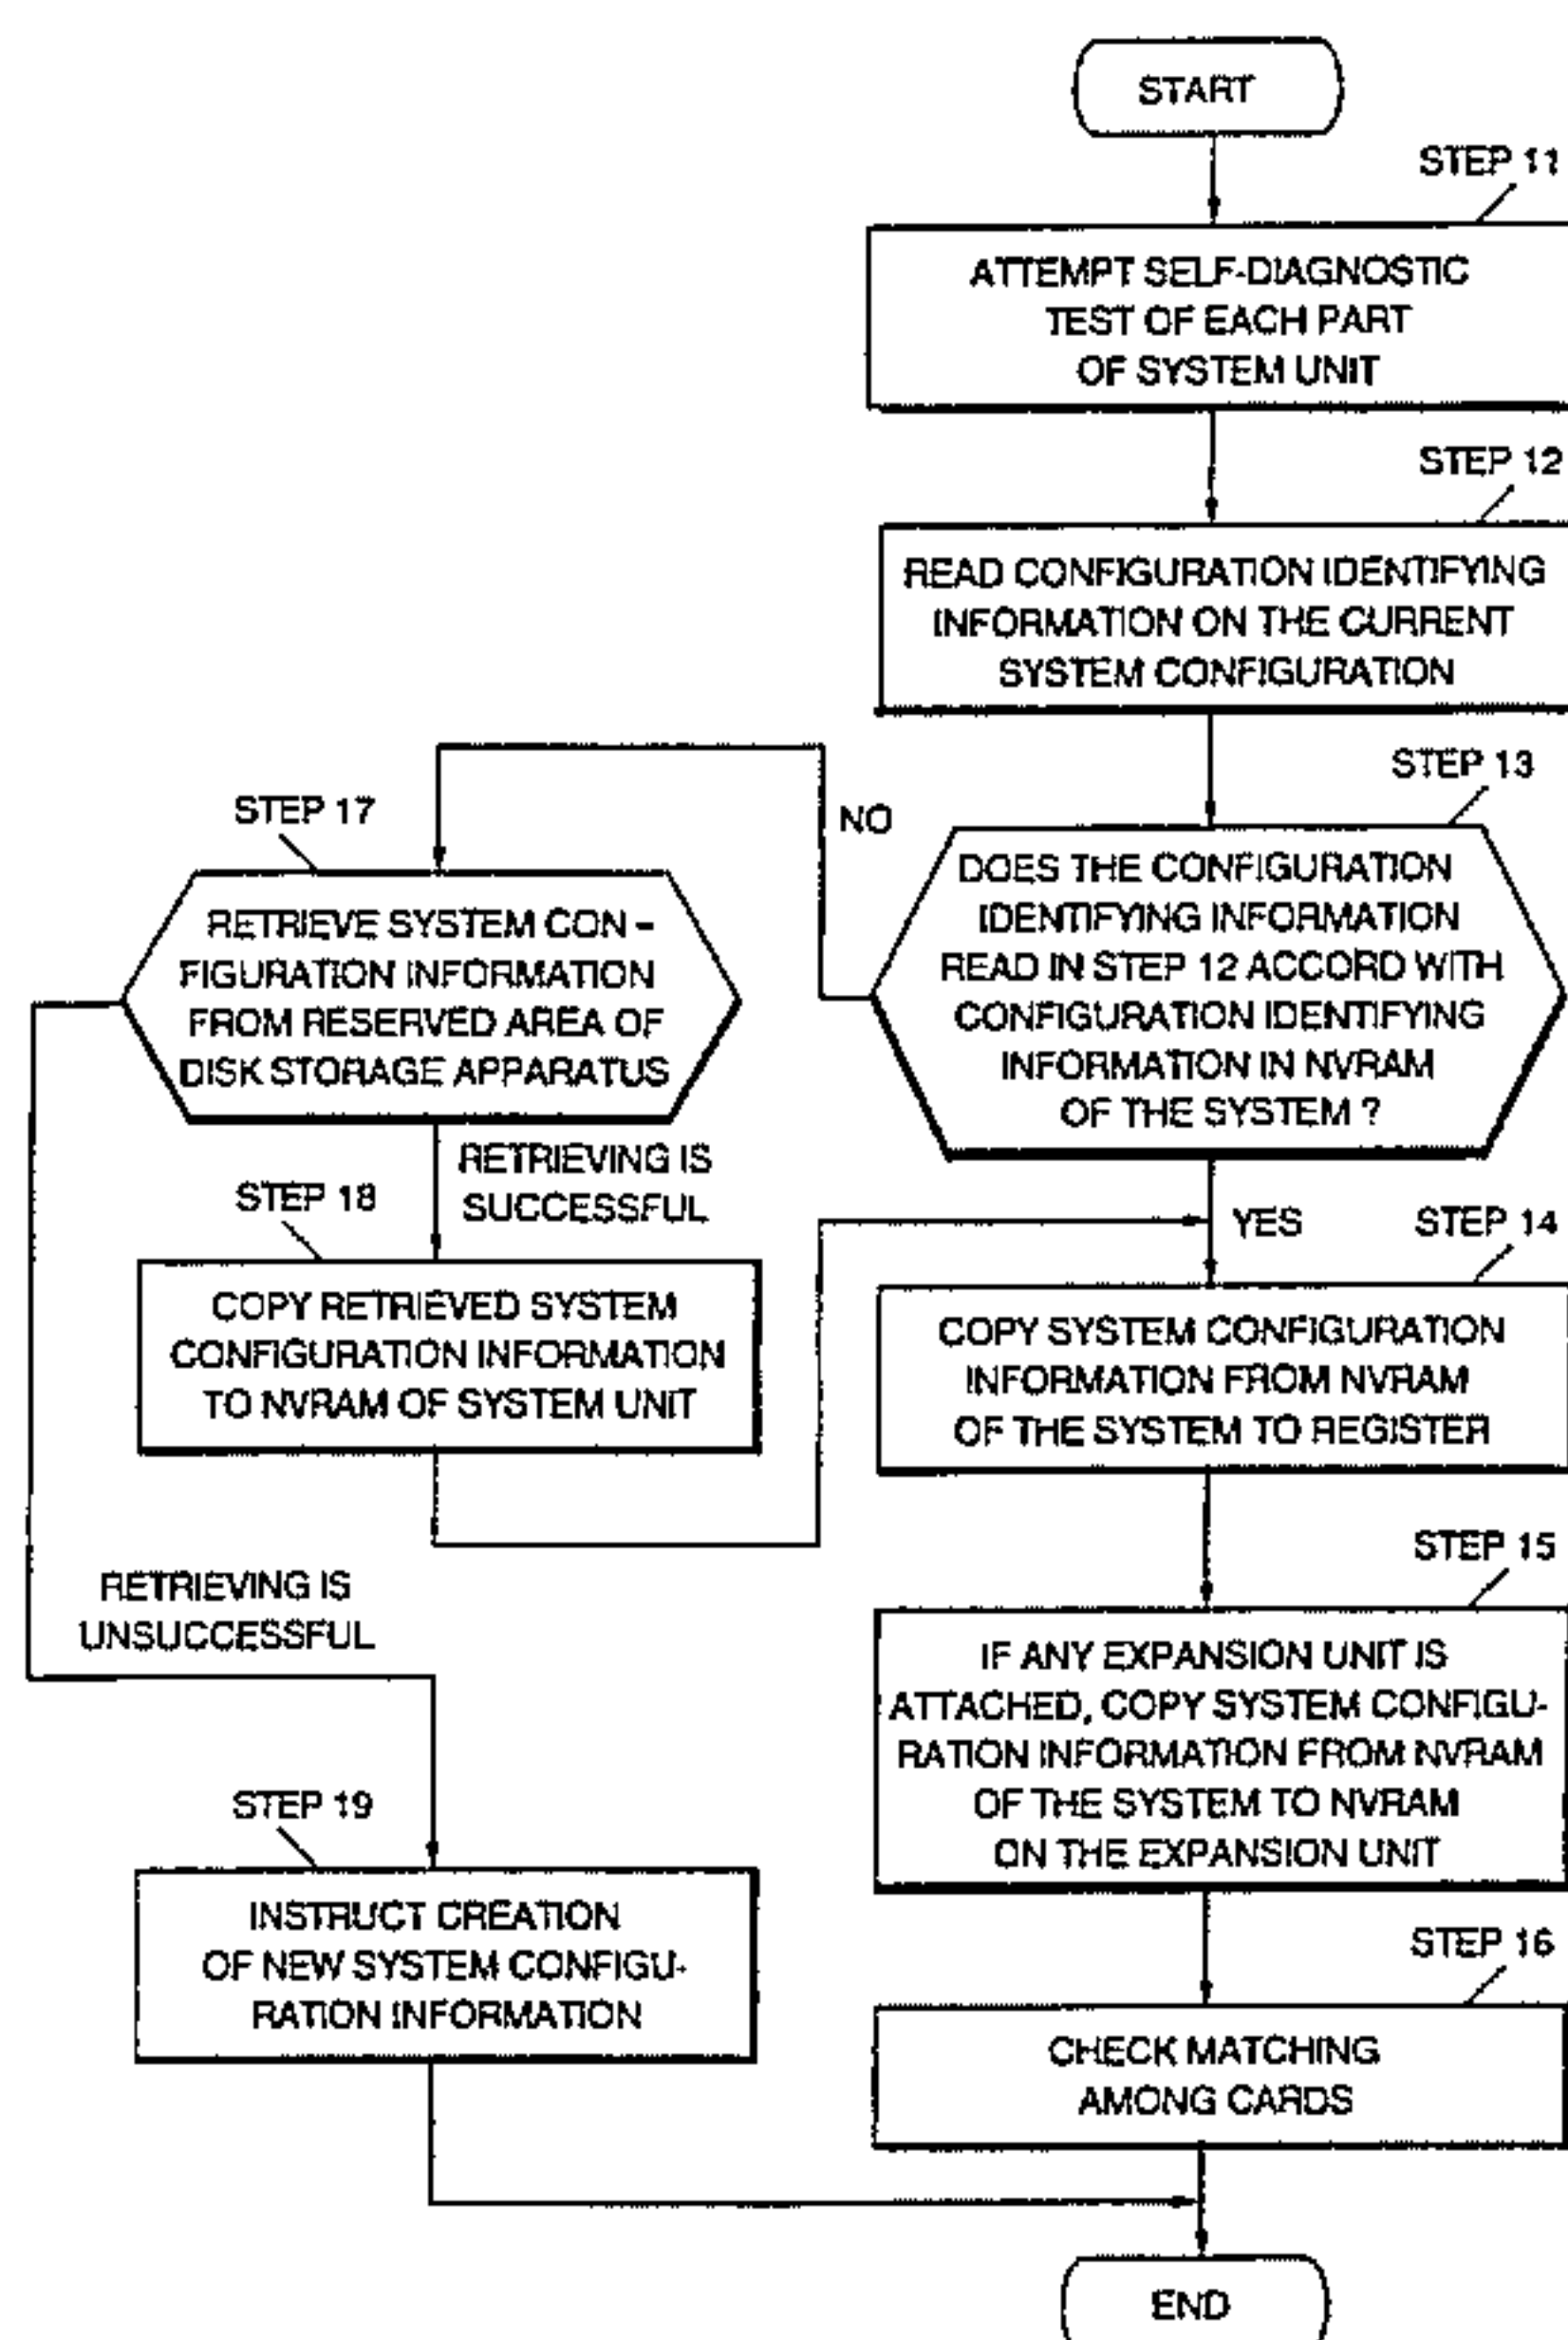 START
STEP 11
ATTEMPT SELF-DIAGNOSTIC
TEST OF EACH PART
OF SYSTEM UNIT
STEP 12
READ CONFIGURATION IDENTIFYING
INFORMATION ON THE CURRENT
SYSTEM CONFIGURATION
STEP 13
NO
DOES THE CONFIGURATION
IDENTIFYING INFORMATION
READ IN STEP 12 ACCORD WITH
CONFIGURATION IDENTIFYING
INFORMATION IN NVRAM
OF THE SYSTEM ?
STEP 17
RETRIEVE SYSTEM CON -
FIGURATION INFORMATION
FROM RESERVED AREA OF
DISK STORAGE APPARATUS
RETRIEVING IS
SUCCESSFUL
STEP 18
COPY RETRIEVED SYSTEM
CONFIGURATION INFORMATION
TO NVRAM OF SYSTEM UNIT
YES
STEP 14
COPY SYSTEM CONFIGURATION
INFORMATION FROM NVRAM
OF THE SYSTEM TO REGISTER
STEP 15
IF ANY EXPANSION UNIT IS
ATTACHED, COPY SYSTEM CONFIGU-
RATION INFORMATION FROM NVRAM
OF THE SYSTEM TO NVRAM
ON THE EXPANSION UNIT
RETRIEVING IS
UNSUCCESSFUL
STEP 19
INSTRUCT CREATION
OF NEW SYSTEM CONFIGU-
RATION INFORMATION
STEP 16
CHECK MATCHING
AMONG CARDS
END